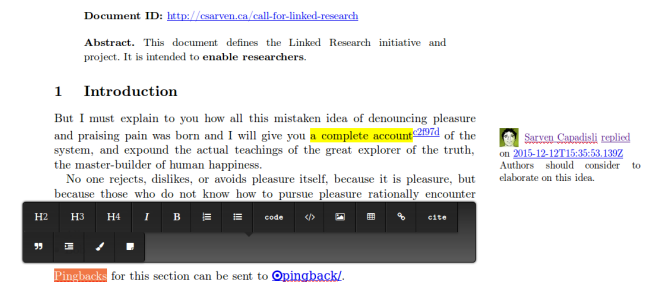 Document ID: http://csarven.ca/call-for-linked-research
Abstract. This document defines the Linked Research initiative and
project. It is intended to enable researchers.
1 Introduction
But I must explain to you how all this mistaken idea of denouncing pleasure
and praising pain was born and I will give you a complete account c2f97d of the
system, and expound the actual teachings of the great explorer of the truth,
the master-builder of human happiness.
No one rejects, dislikes, or avoids pleasure itself, because it is pleasure, but
because those who do not know how to pursue pleasure rationally encounter
Sarven Capadisli replied
on 2015-12-12T15:35:53.139Z
Authors should consider to
elaborate on this idea.
H2 H3 H4 I B code </> cite
Pingbacks for this section can be sent to pingback/.